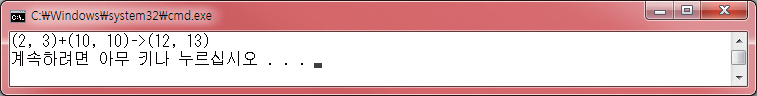 C:₩Windows₩system32₩cmd.exe
(2, 3)+(10, 10)->(12, 13)
계속하려면 아무 키나 누르십시오 . . .